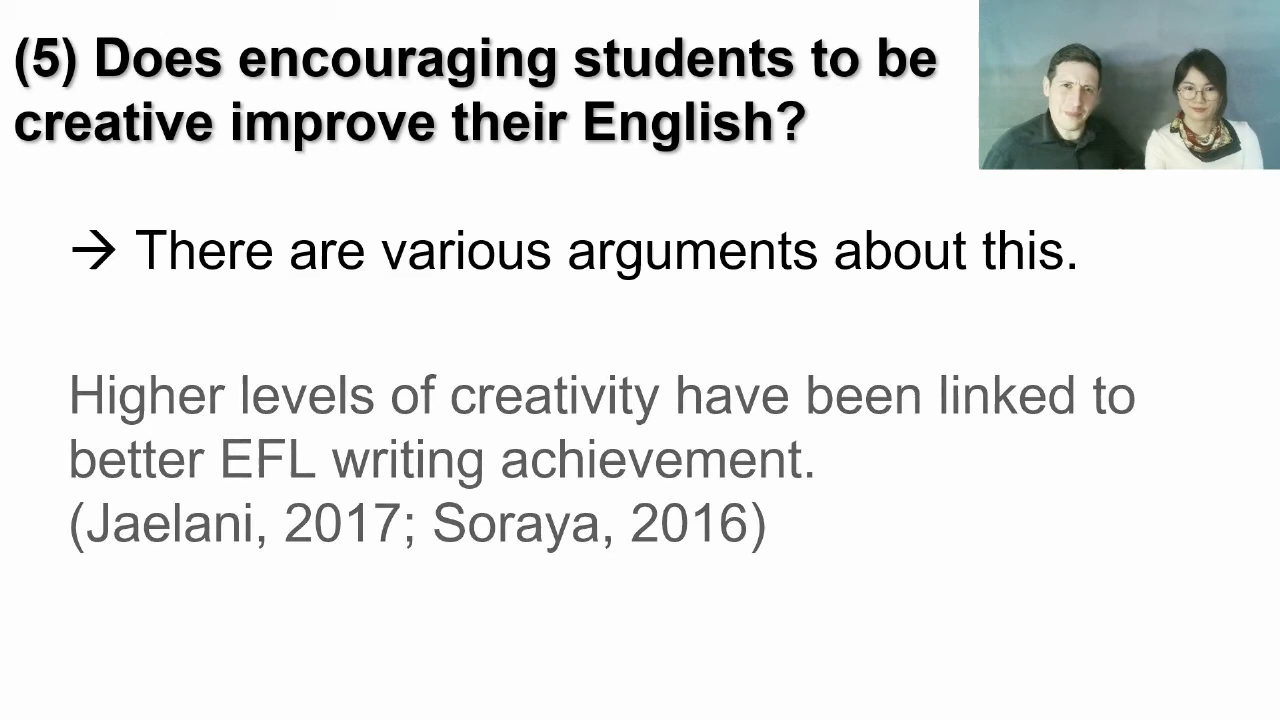 (5) Does encouraging students to be
creative improve their English?
→ There are various arguments about this.
Higher levels of creativity have been linked to
better EFL writing achievement.
(Jaelani, 2017; Soraya, 2016)